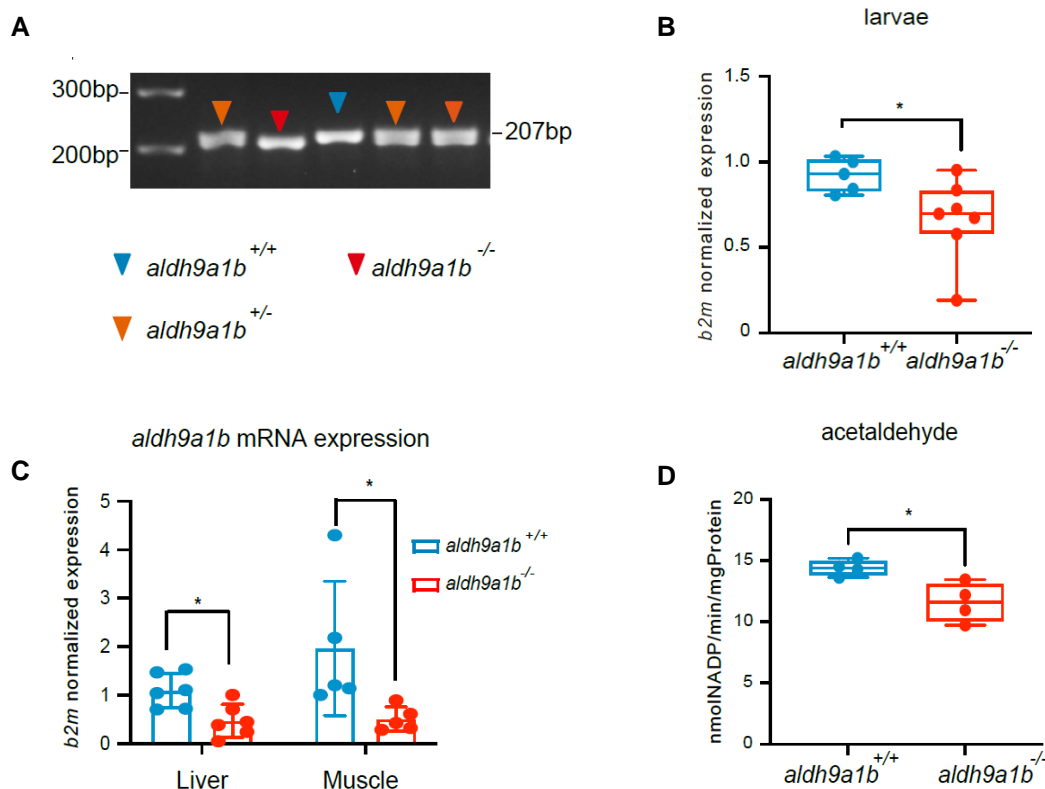 A
300bp
200bp
207bp
aldh9a1b +/+
aldh9a1b -/-
aldh9a1b +/-
B
larvae
b2m normalized expression
1.5
1.0
0.5
0
*
aldh9a1b+/+ aldh9a1b-/-
C
aldh9a1b mRNA expression
b2m normalized expression
5
4
3
2
1
0
*
*
aldh9a1b +/+
aldh9a1b-/-
Liver Muscle
D
acetaldehyde
nmolNADP/min/mgProtein
20
15
10
5
0
*
aldh9a1b+/+ aldh9a1b-/-